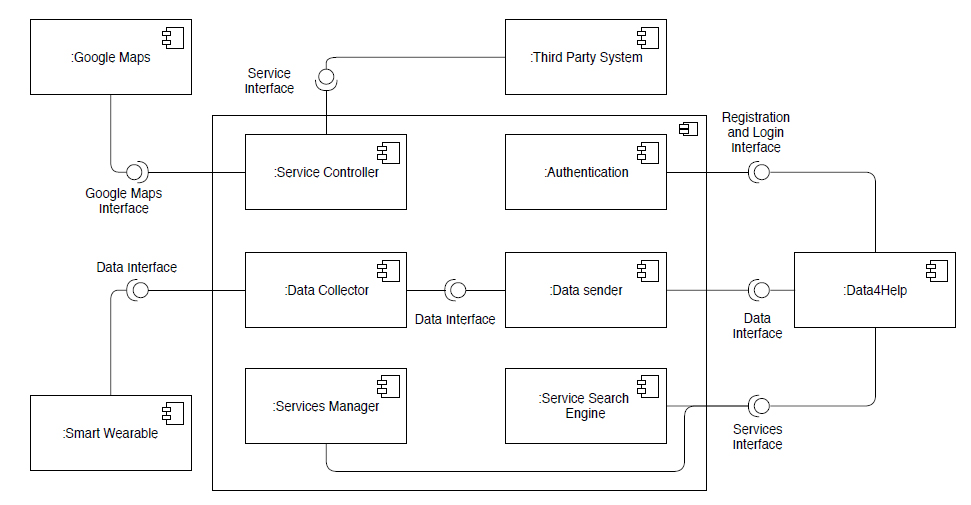 :Google Maps
:Third Party System
Service
Interface
Registration
and Login
Interface
:Service Controller
:Authentication
Google Maps
Interface
Data Interface
:Data Collector
:Data sender
:Data4Help
Data Interface
Data
Interface
:Services Manager
:Service Search
Engine
:Smart Wearable
Services
Interface